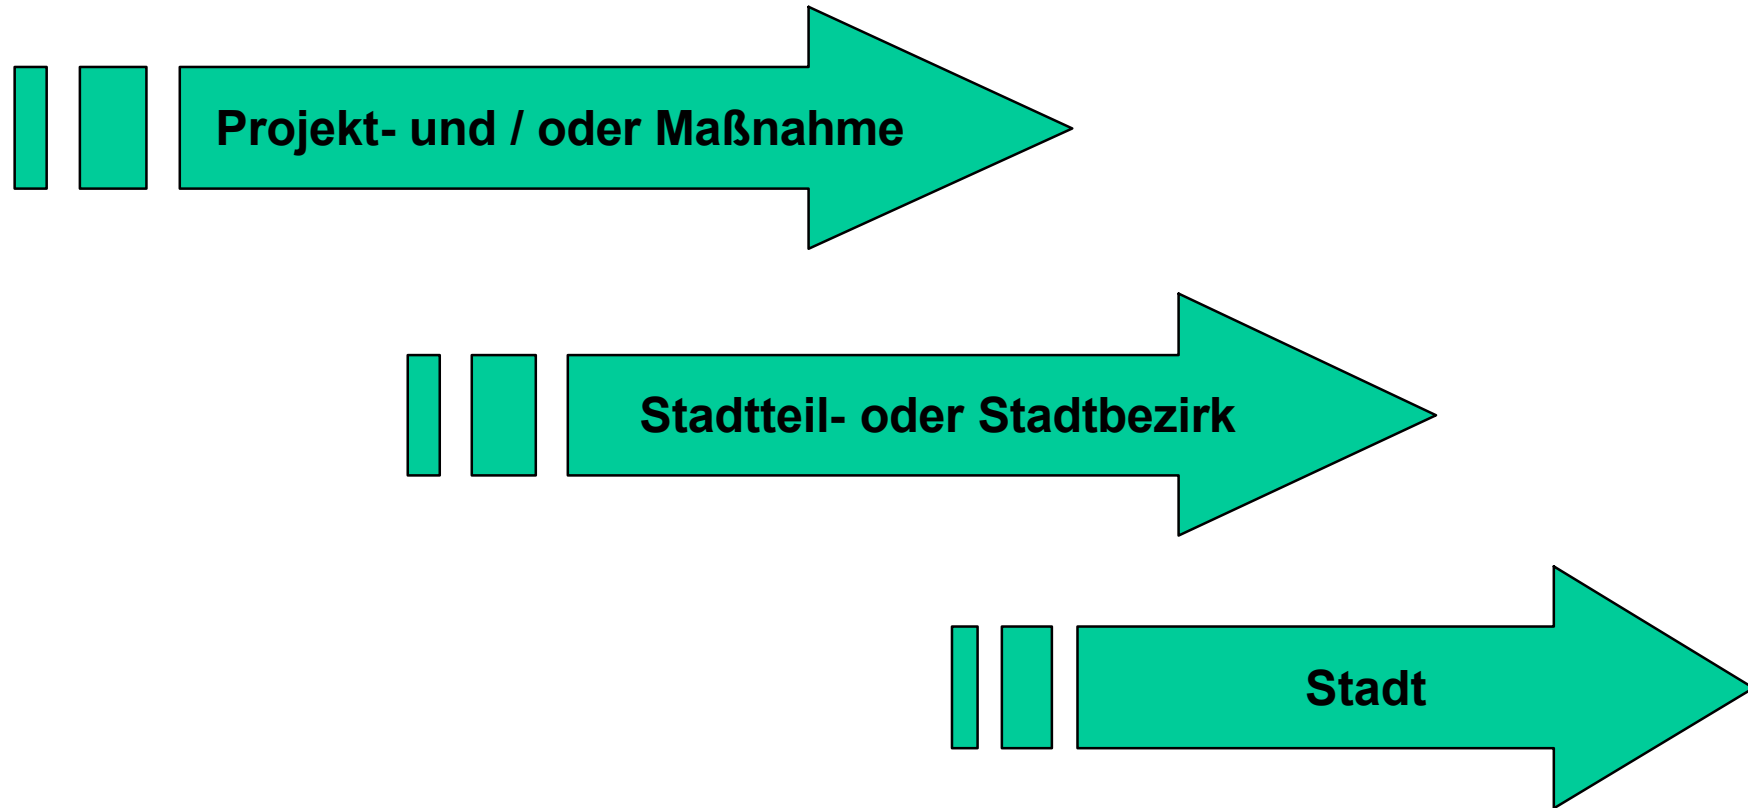 Projekt- und / oder Maßnahme
Stadtteil- oder Stadtbezirk
Stadt